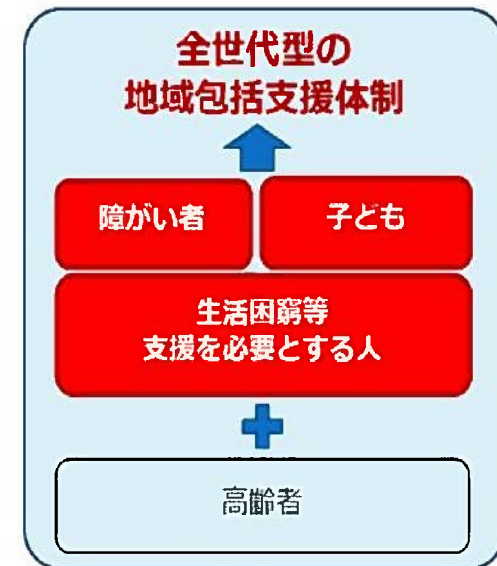 全世代型の
地域包括支援体制
障がい者
子ども
生活困窮等
支援を必要とする人
高齢者